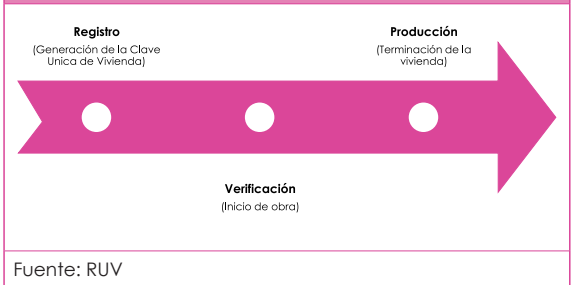 Registro
(Generación de la Clave
Unica de Vivienda)
Producción
(Terminación de la
vivienda)
Verificación
(Inicio de obra)
Fuente: RUV